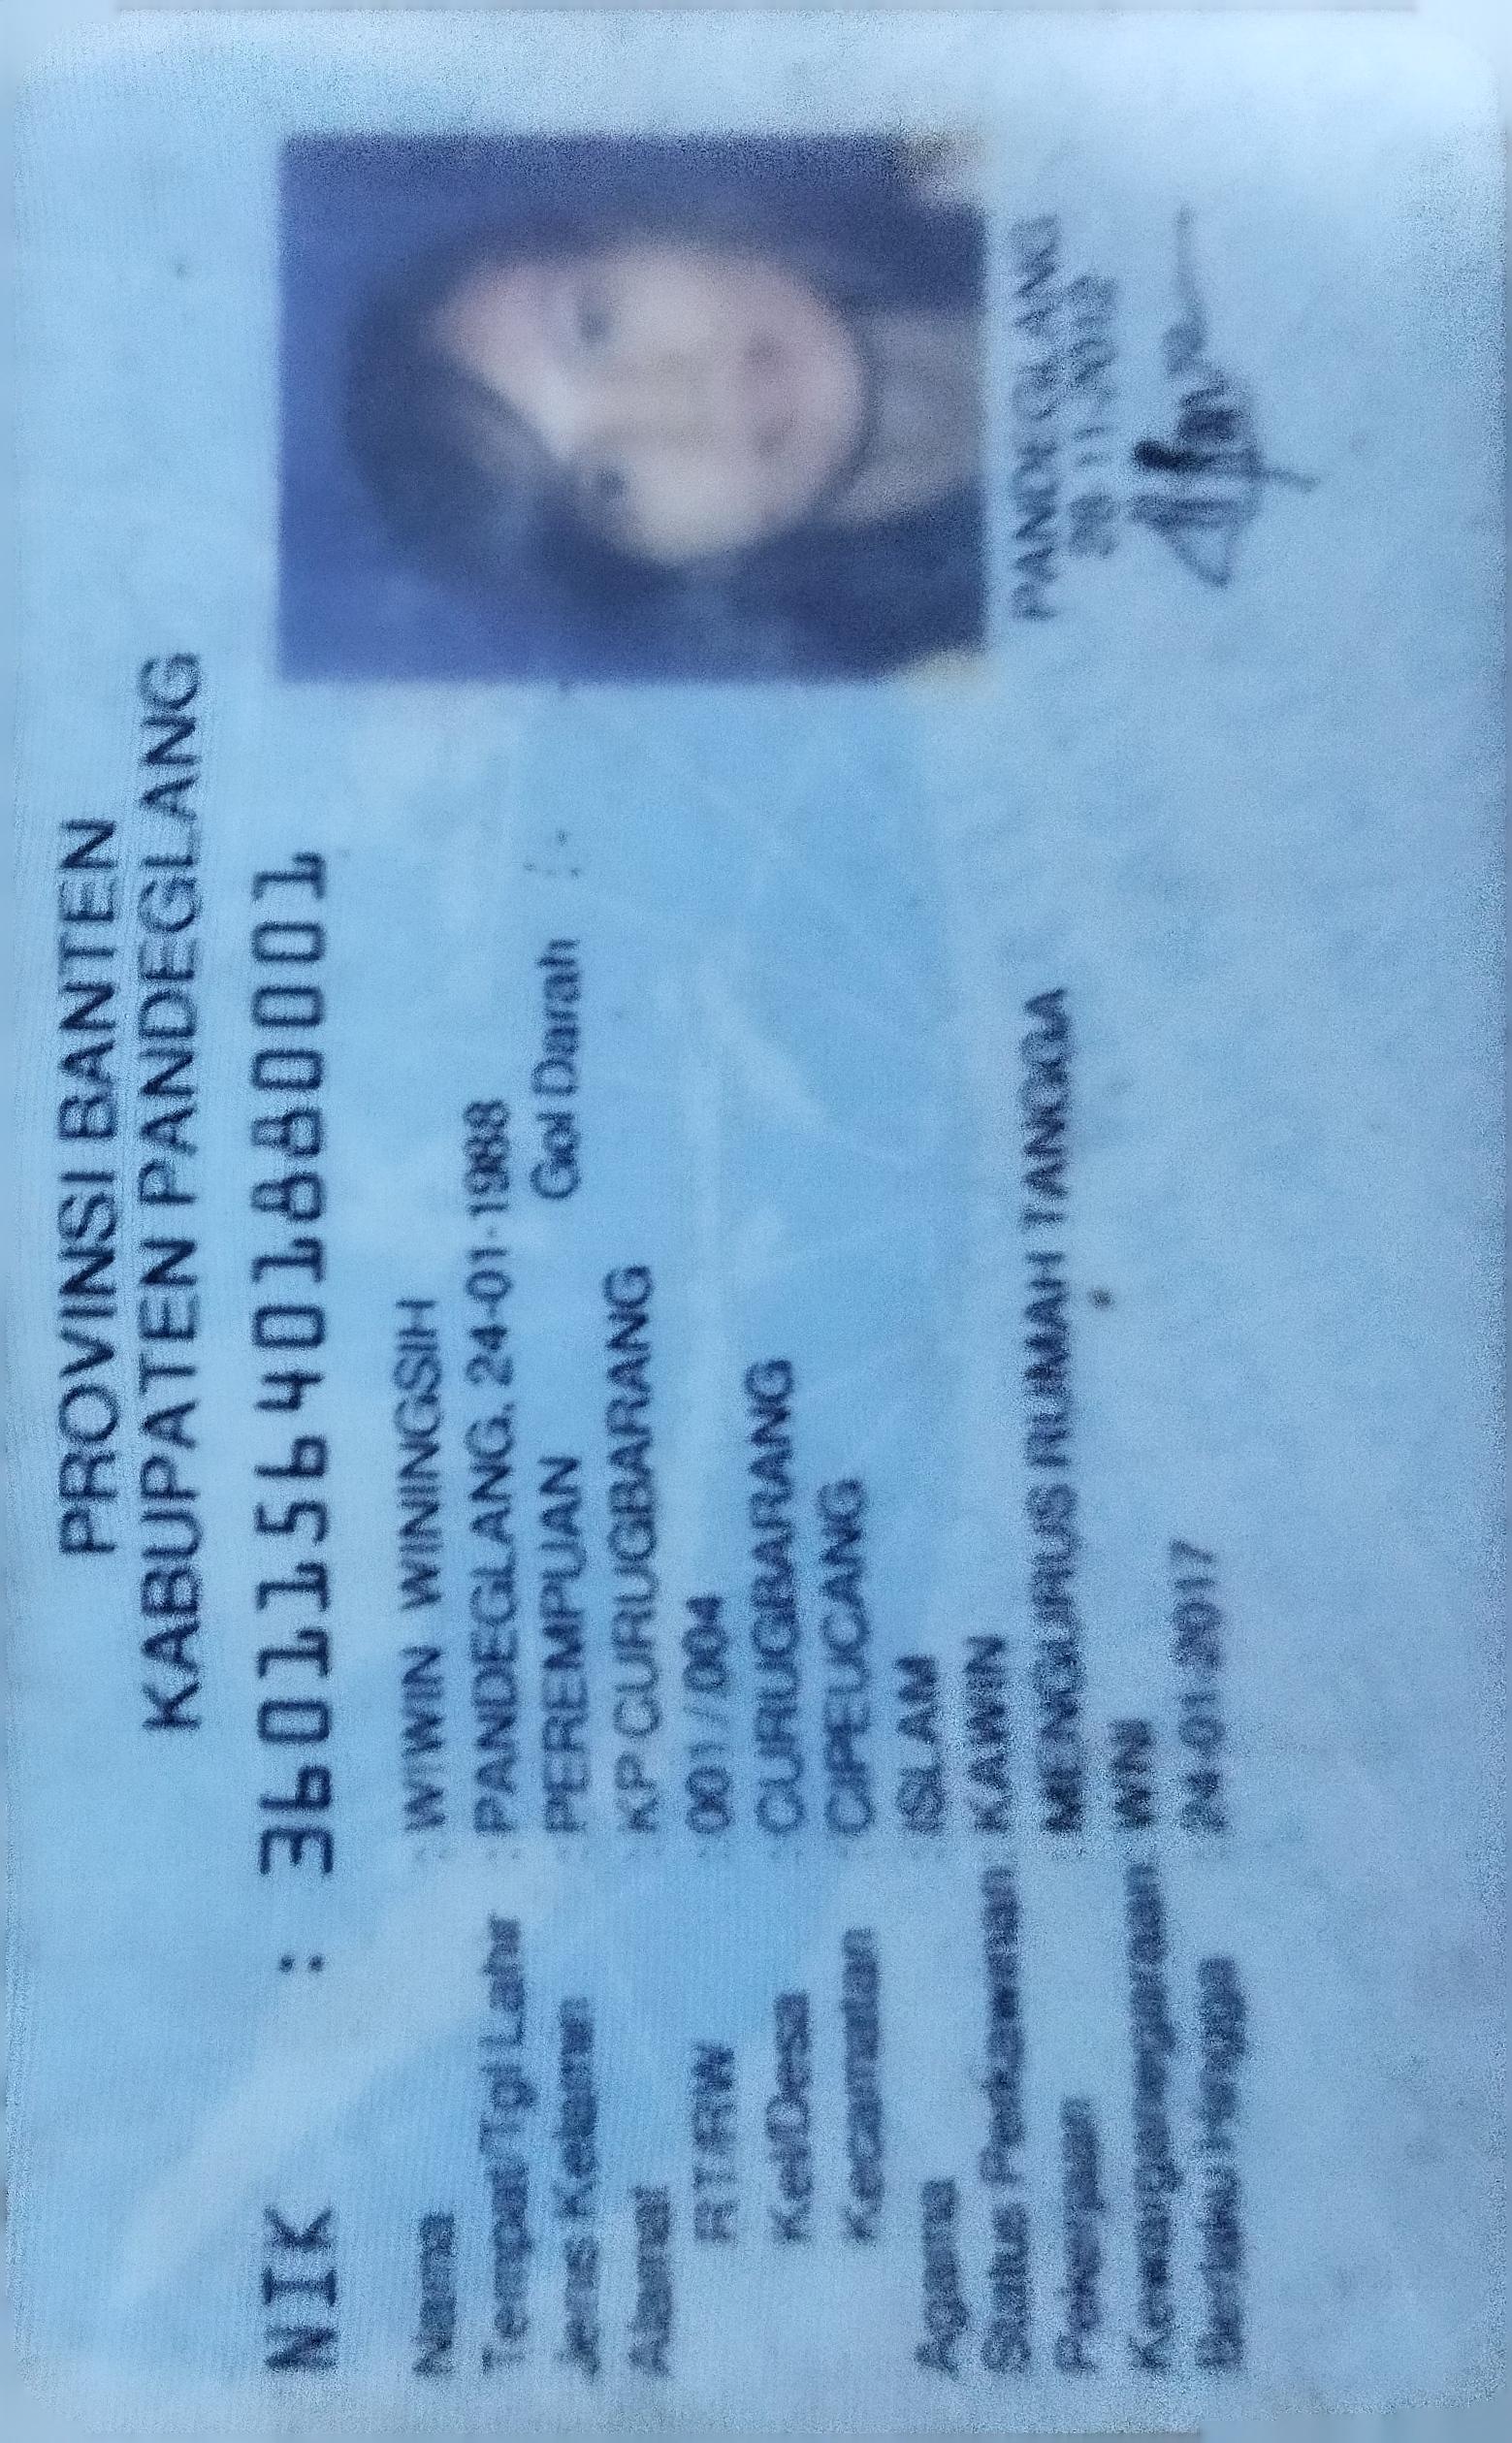 PROVINSI BANTEN
KABUPATEN PANDEGLANG
NIK : 3601156401880001
Nama : WIWIN WININGSIH
Tempat/Tgl Lahir : PANDEGLANG, 24-01-1988
Jenis Kelamin : PEREMPUAN Gol Darah : -
Alamat : KP CURUGBARANG
RT/RW : 001/004
Kel/Desa : CURUGBARANG
Kecamatan : CIPEUCANG
Agama : ISLAM
Status Perkawinan : KAWIN
Pekerjaan : MENGURUS RUMAH TANGGA
Kewarganegaraan : WNI
Berlaku Hingga : 24-01-2017
PANDEGLANG
28-11-2012